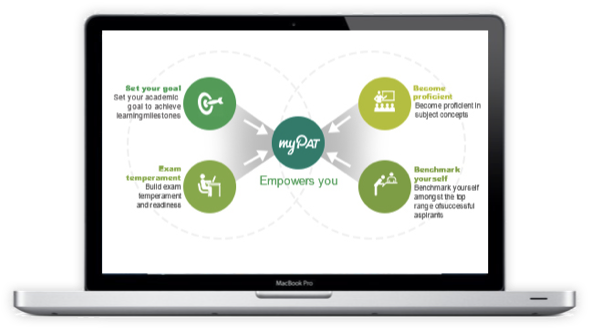 Set your goal
Set your academic
goal to achieve
learning milestones
Become
proficient
Become proficient in
subject concepts
myPAT
Empowers you
Exam
temperament
Build exam
temperament
and readiness
Benchmark
yourself
Benchmark yourself
amongst the top
range of successful
aspirants
MacBook Pro